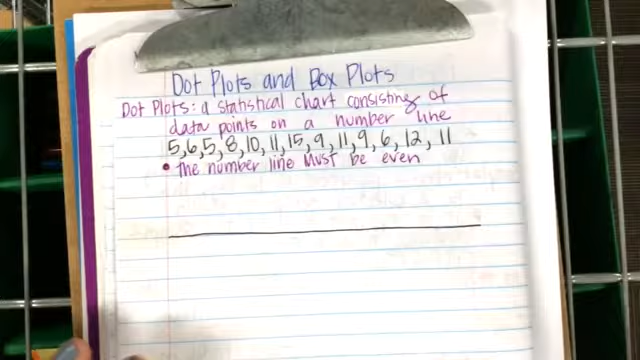 Dot Plots and Box Plots
Dot Plots: a statistical chart consisting of
data points on a number line
5,6,5,8,10,11,15,9,11,9,6,12,11
• the number line must be even